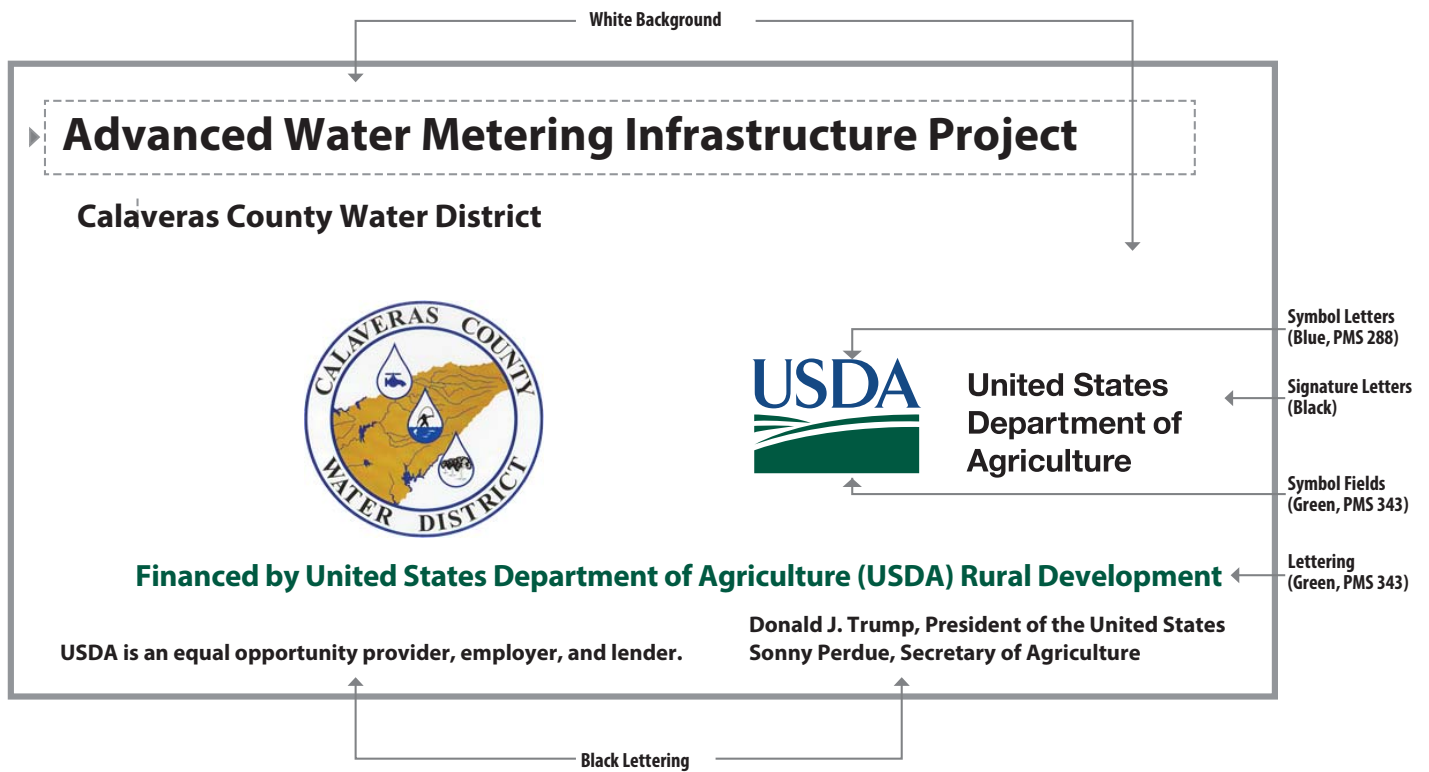 White Background
Advanced Water Metering Infrastructure Project
Calaveras County Water District
CALAVERAS COUNTY
WATER DISTRICT
USDA
United States
Department of
Agriculture
Symbol Letters
(Blue, PMS 288)
Signature Letters
(Black)
Symbol Fields
(Green, PMS 343)
Financed by United States Department of Agriculture (USDA) Rural Development
Lettering
(Green, PMS 343)
USDA is an equal opportunity provider, employer, and lender.
Donald J. Trump, President of the United States
Sonny Perdue, Secretary of Agriculture
Black Lettering